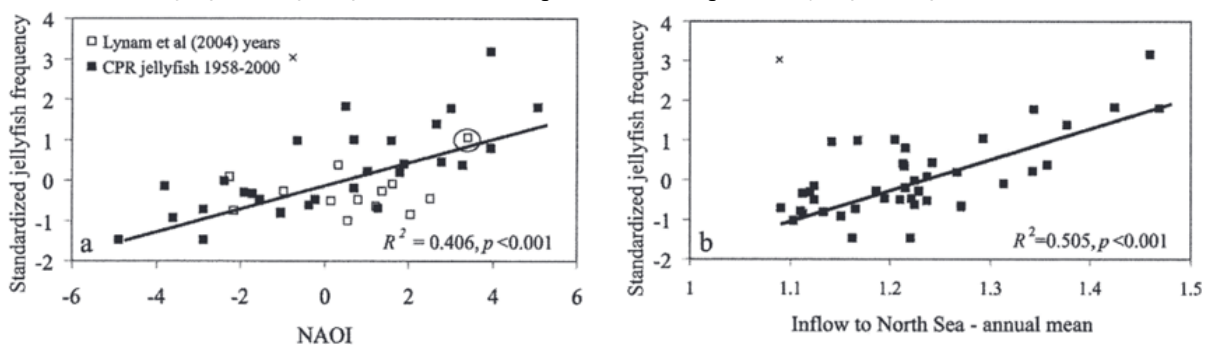 Standardized jellyfish frequency
4
3
2
1
0
-1
-2
□ Lynam et al (2004) years
■ CPR jellyfish 1958-2000
a
R² = 0.406, p <0.001
-6 -4 -2 0 2 4 6
NAOI
Standardized jellyfish frequency
4
3
2
1
0
-1
-2
b
R²=0.505, p <0.001
1 1.1 1.2 1.3 1.4 1.5
Inflow to North Sea - annual mean